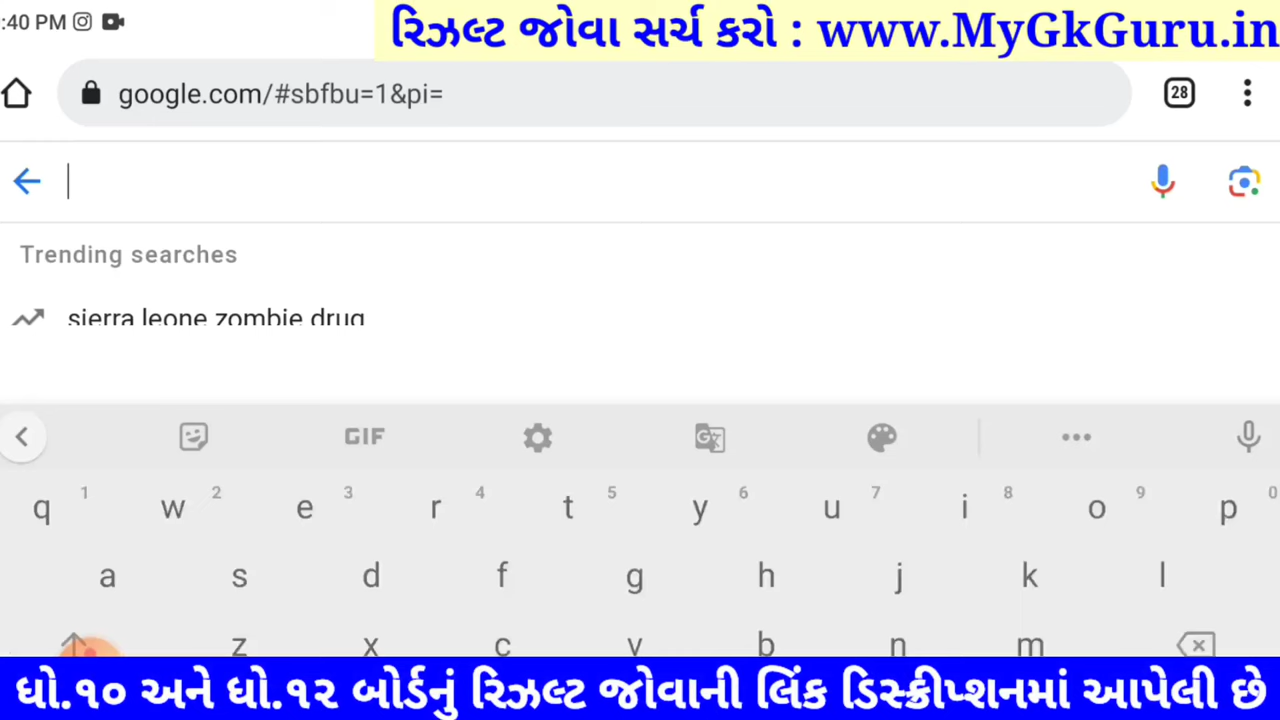 :40 PM
રિઝલ્ટ જોવા સર્ચ કરો : www.MyGkGuru.in
google.com/#sbfbu=1&pi=
28
Trending searches
sierra leone zombie drug
GIF
q 1 w 2 e 3 r 4 t 5 y 6 u 7 i 8 o 9 p 0
a s d f g h j k l
z x c v b n m
ધો.૧૦ અને ધો.૧૨ બોર્ડનું રિઝલ્ટ જોવાની લિંક ડિસ્ક્રીપ્શનમાં આપેલી છે